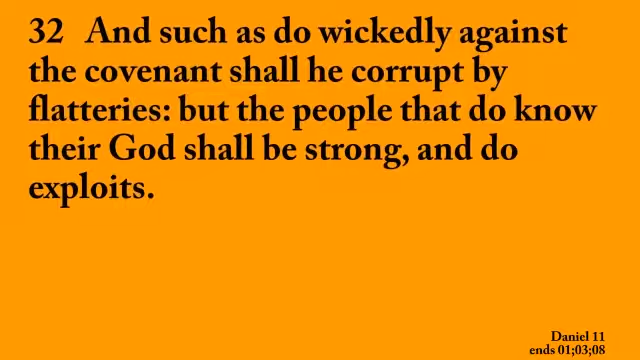 32 And such as do wickedly against
the covenant shall he corrupt by
flatteries: but the people that do know
their God shall be strong, and do
exploits.
Daniel 11
ends 01;03;08